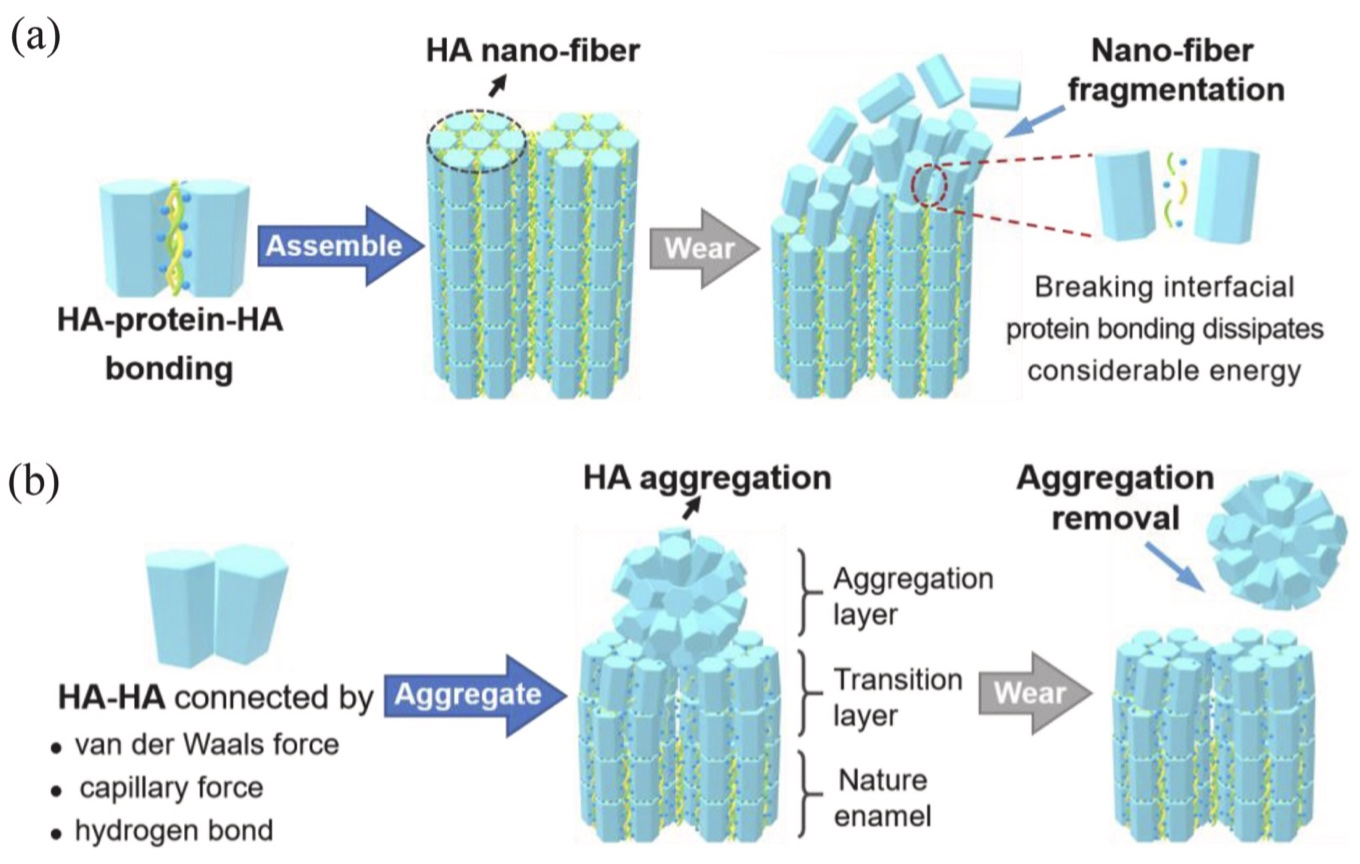 (a)
HA nano-fiber
Nano-fiber
fragmentation
Assemble
Wear
HA-protein-HA
bonding
Breaking interfacial
protein bonding dissipates
considerable energy
(b)
HA aggregation
Aggregation
removal
Aggregation
layer
HA-HA connected by
Aggregate
Transition
layer
Wear
• van der Waals force
• capillary force
• hydrogen bond
Nature
enamel